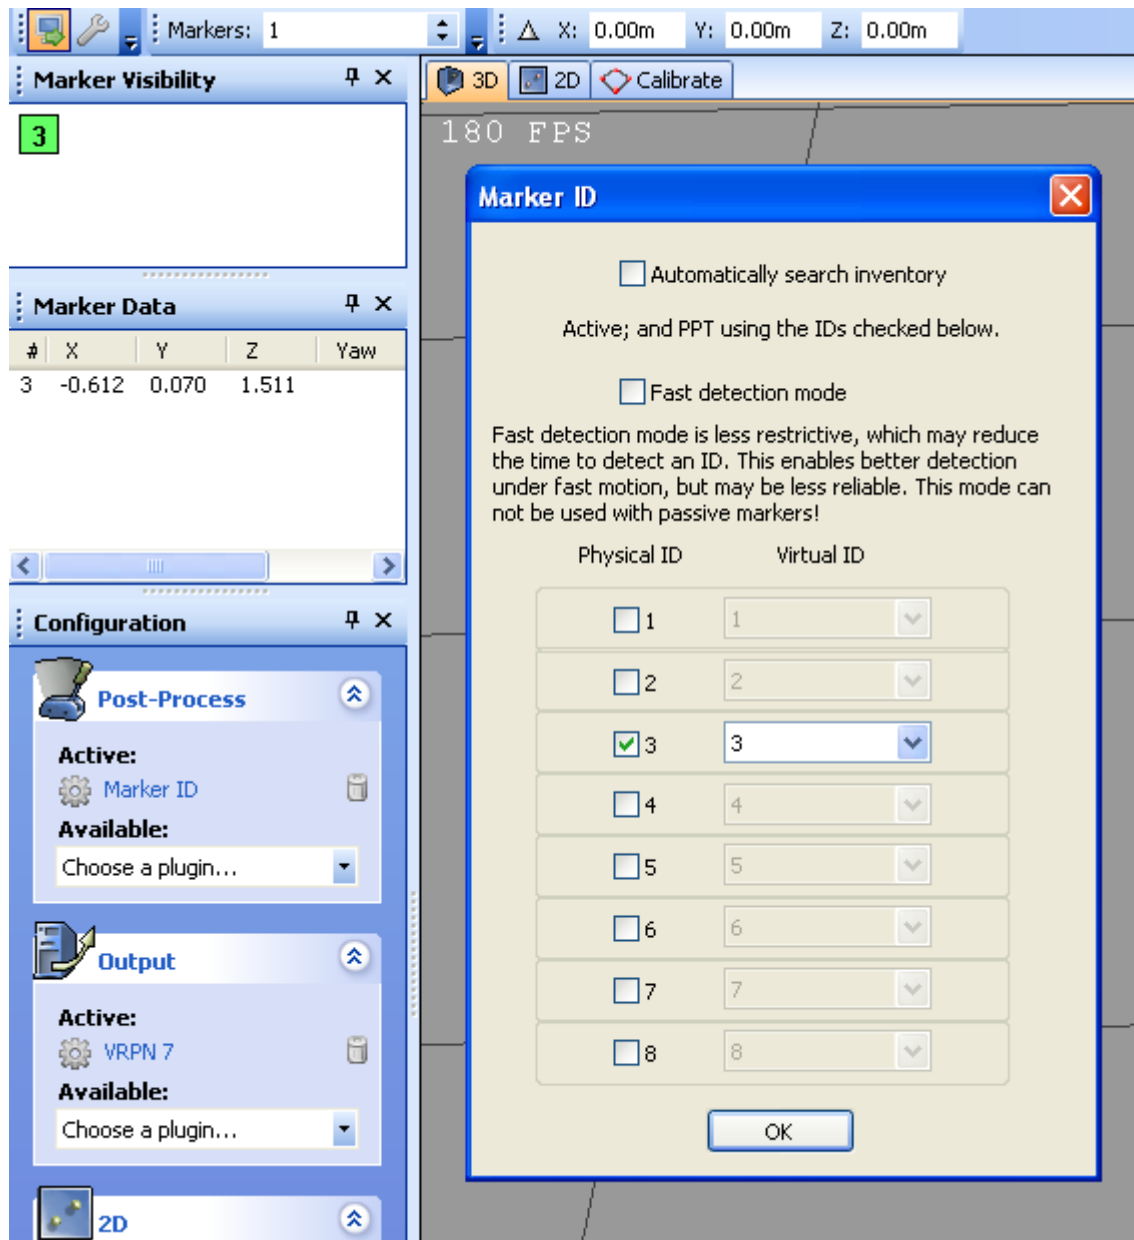 Markers: 1
X: 0.00m Y: 0.00m Z: 0.00m
Marker Visibility
3
3D 2D Calibrate
180 FPS
Marker Data
# X Y Z Yaw
3 -0.612 0.070 1.511
Configuration
Post-Process
Active:
Marker ID
Available:
Choose a plugin...
Output
Active:
VRPN 7
Available:
Choose a plugin...
2D
Marker ID
Automatically search inventory
Active; and PPT using the IDs checked below.
Fast detection mode
Fast detection mode is less restrictive, which may reduce
the time to detect an ID. This enables better detection
under fast motion, but may be less reliable. This mode can
not be used with passive markers!
Physical ID Virtual ID
1 1
2 2
3 3
4 4
5 5
6 6
7 7
8 8
OK